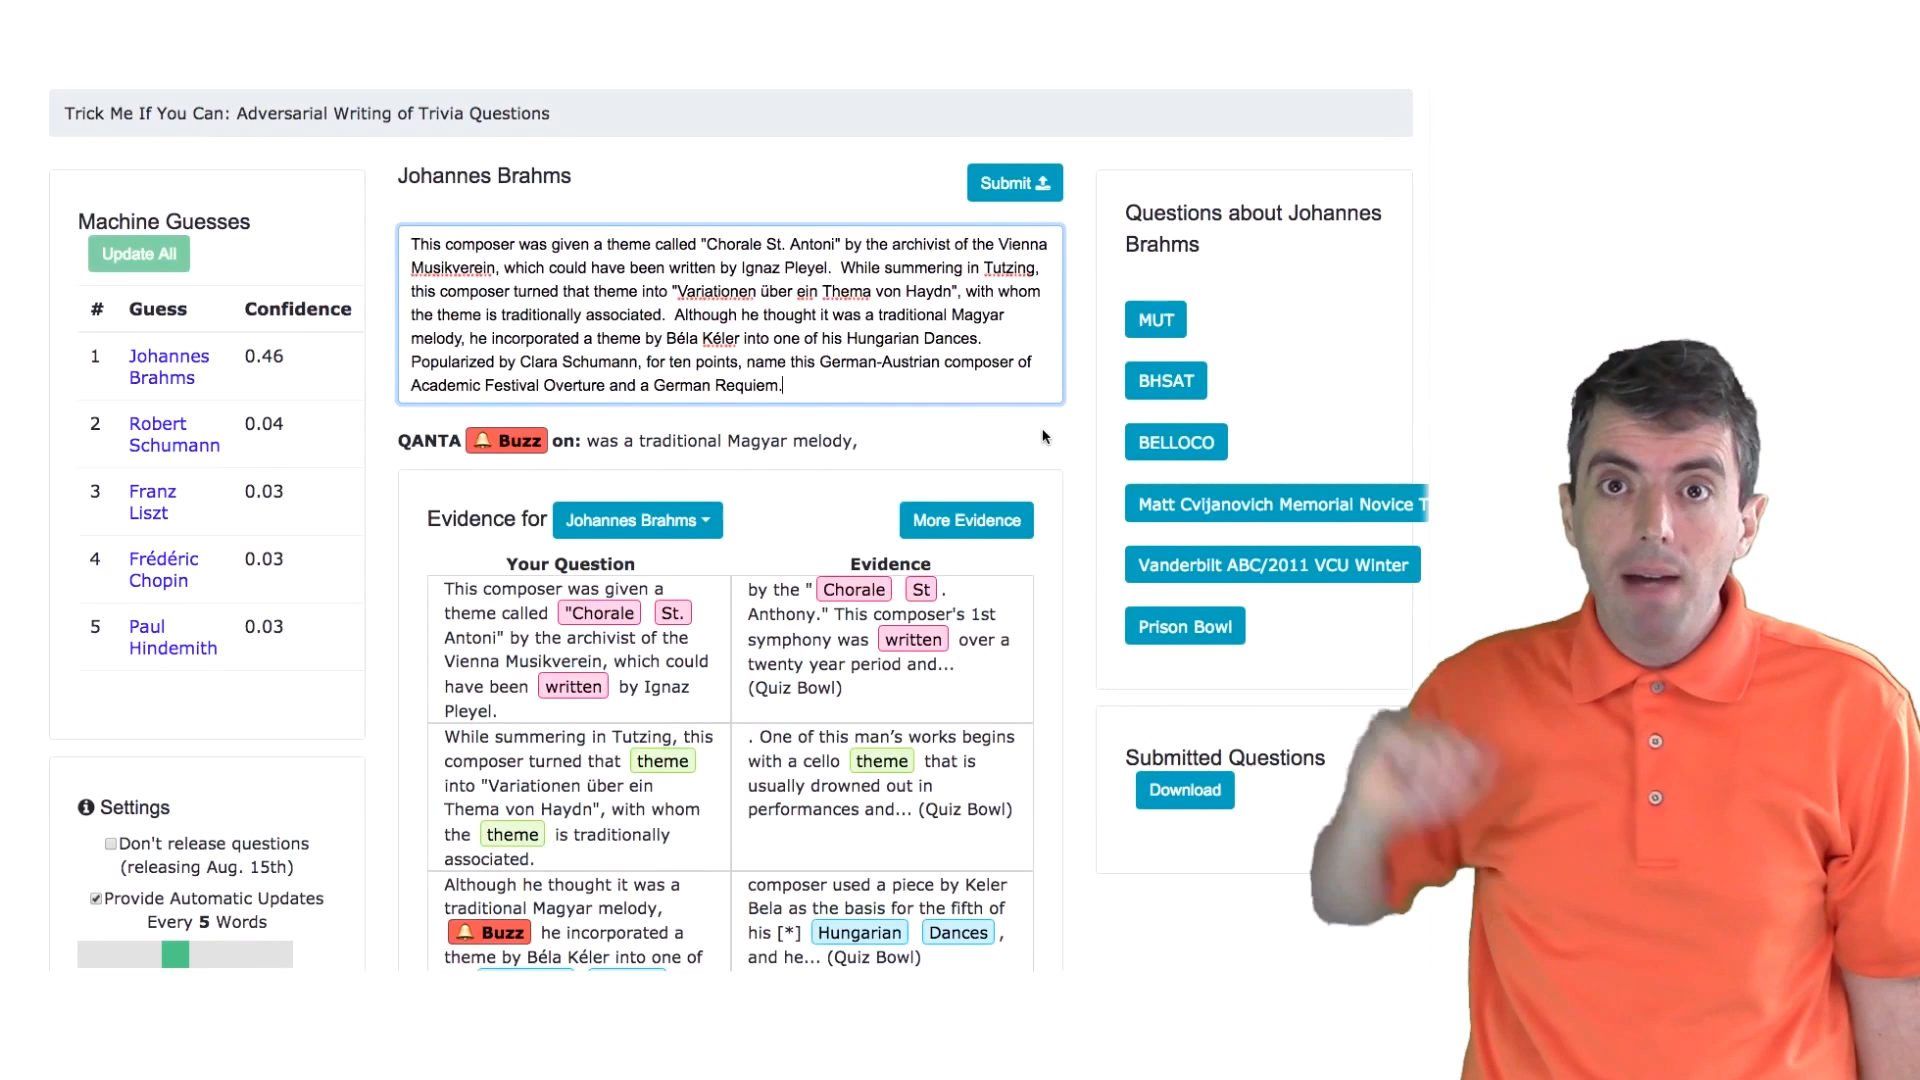 Trick Me If You Can: Adversarial Writing of Trivia Questions
Machine Guesses
Update All
# Guess Confidence
1 Johannes Brahms 0.46
2 Robert Schumann 0.04
3 Franz Liszt 0.03
4 Frédéric Chopin 0.03
5 Paul Hindemith 0.03
Settings
Don't release questions
(releasing Aug. 15th)
Provide Automatic Updates
Every 5 Words
Johannes Brahms
Submit
This composer was given a theme called "Chorale St. Antoni" by the archivist of the Vienna
Musikverein, which could have been written by Ignaz Pleyel. While summering in Tutzing,
this composer turned that theme into "Variationen über ein Thema von Haydn", with whom
the theme is traditionally associated. Although he thought it was a traditional Magyar
melody, he incorporated a theme by Béla Kéler into one of his Hungarian Dances.
Popularized by Clara Schumann, for ten points, name this German-Austrian composer of
Academic Festival Overture and a German Requiem.
QANTA Buzz on: was a traditional Magyar melody,
Evidence for Johannes Brahms
More Evidence
Your Question
This composer was given a
theme called "Chorale St.
Antoni" by the archivist of the
Vienna Musikverein, which could
have been written by Ignaz
Pleyel.
While summering in Tutzing, this
composer turned that theme
into "Variationen über ein
Thema von Haydn", with whom
the theme is traditionally
associated.
Although he thought it was a
traditional Magyar melody,
Buzz he incorporated a
theme by Béla Kéler into one of
Evidence
by the " Chorale St .
Anthony." This composer's 1st
symphony was written over a
twenty year period and...
(Quiz Bowl)
. One of this man's works begins
with a cello theme that is
usually drowned out in
performances and... (Quiz Bowl)
composer used a piece by Keler
Bela as the basis for the fifth of
his [*] Hungarian Dances ,
and he... (Quiz Bowl)
Questions about Johannes
Brahms
MUT
BHSAT
BELLOCO
Matt Cvijanovich Memorial Novice T
Vanderbilt ABC/2011 VCU Winter
Prison Bowl
Submitted Questions
Download